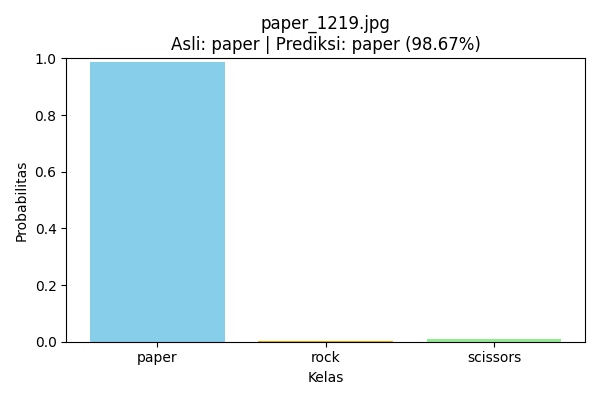 paper_1219.jpg
Asli: paper | Prediksi: paper (98.67%)
1.0
0.8
0.6
0.4
0.2
0.0
Probabilitas
paper rock scissors
Kelas